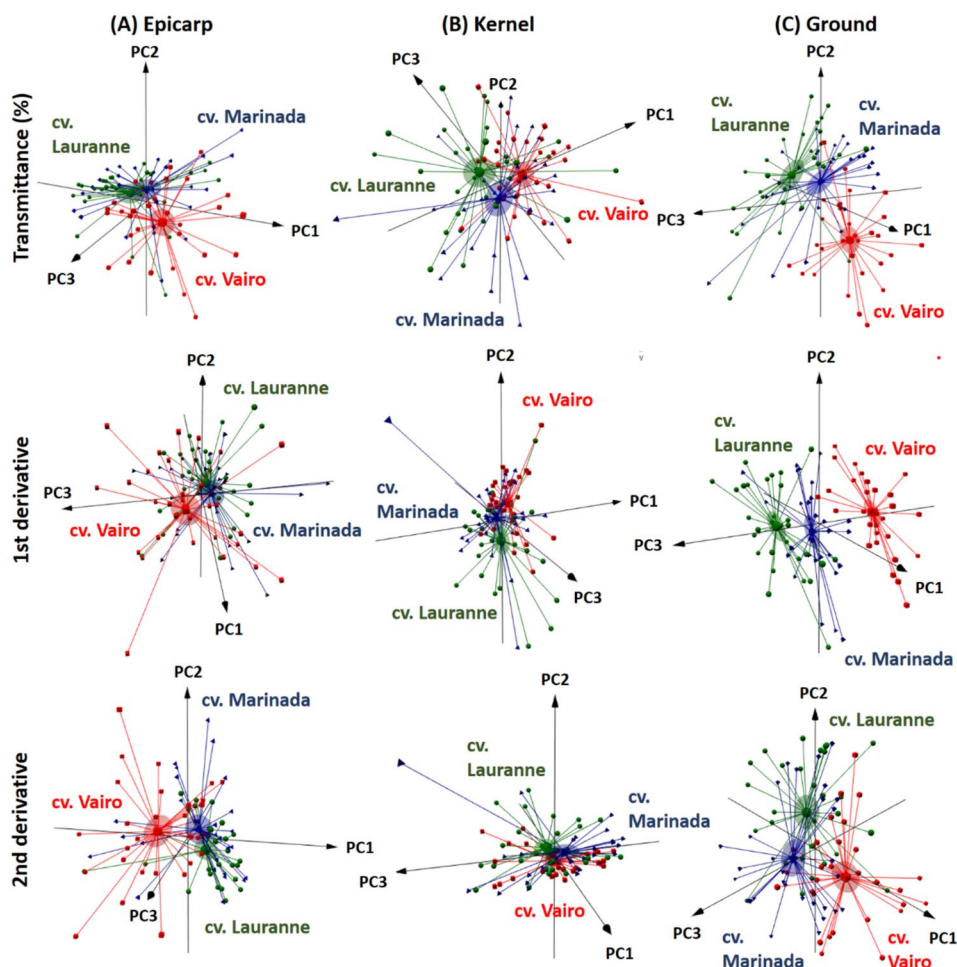 (A) Epicarp
(B) Kernel
(C) Ground
Transmittance (%)
PC2
cv.
Lauranne
cv. Marinada
PC1
PC3
cv. Vairo
PC3
PC2
PC1
cv. Lauranne
cv. Vairo
cv. Marinada
PC2
cv.
Lauranne
cv.
Marinada
PC3
PC1
cv. Vairo
1st derivative
PC2
cv. Lauranne
PC3
cv. Vairo
cv. Marinada
PC1
PC2
cv. Vairo
cv.
Marinada
PC1
PC3
cv. Lauranne
PC2
cv.
Lauranne
cv. Vairo
PC3
PC1
cv. Marinada
2nd derivative
PC2
cv. Marinada
cv. Vairo
PC1
PC3
cv. Lauranne
PC2
cv.
Lauranne
cv.
Marinada
PC3
cv. Vairo
PC1
PC2
cv. Lauranne
PC3
cv.
Marinada
PC1
cv.
Vairo